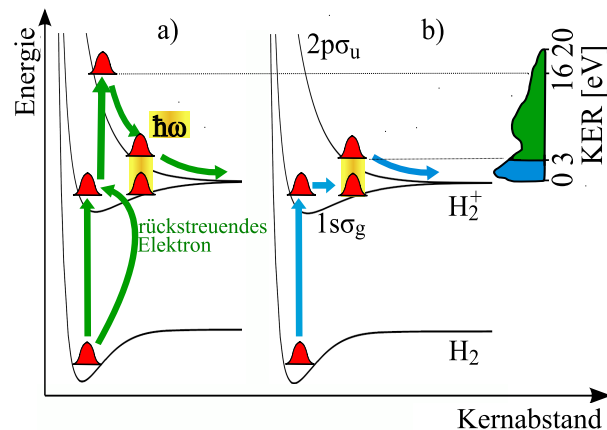 Energie
a)
2pσu
b)
ħω
rückstreuendes
Elektron
1sσg
H2+
H2
0 3 16 20
KER [eV]
Kernabstand